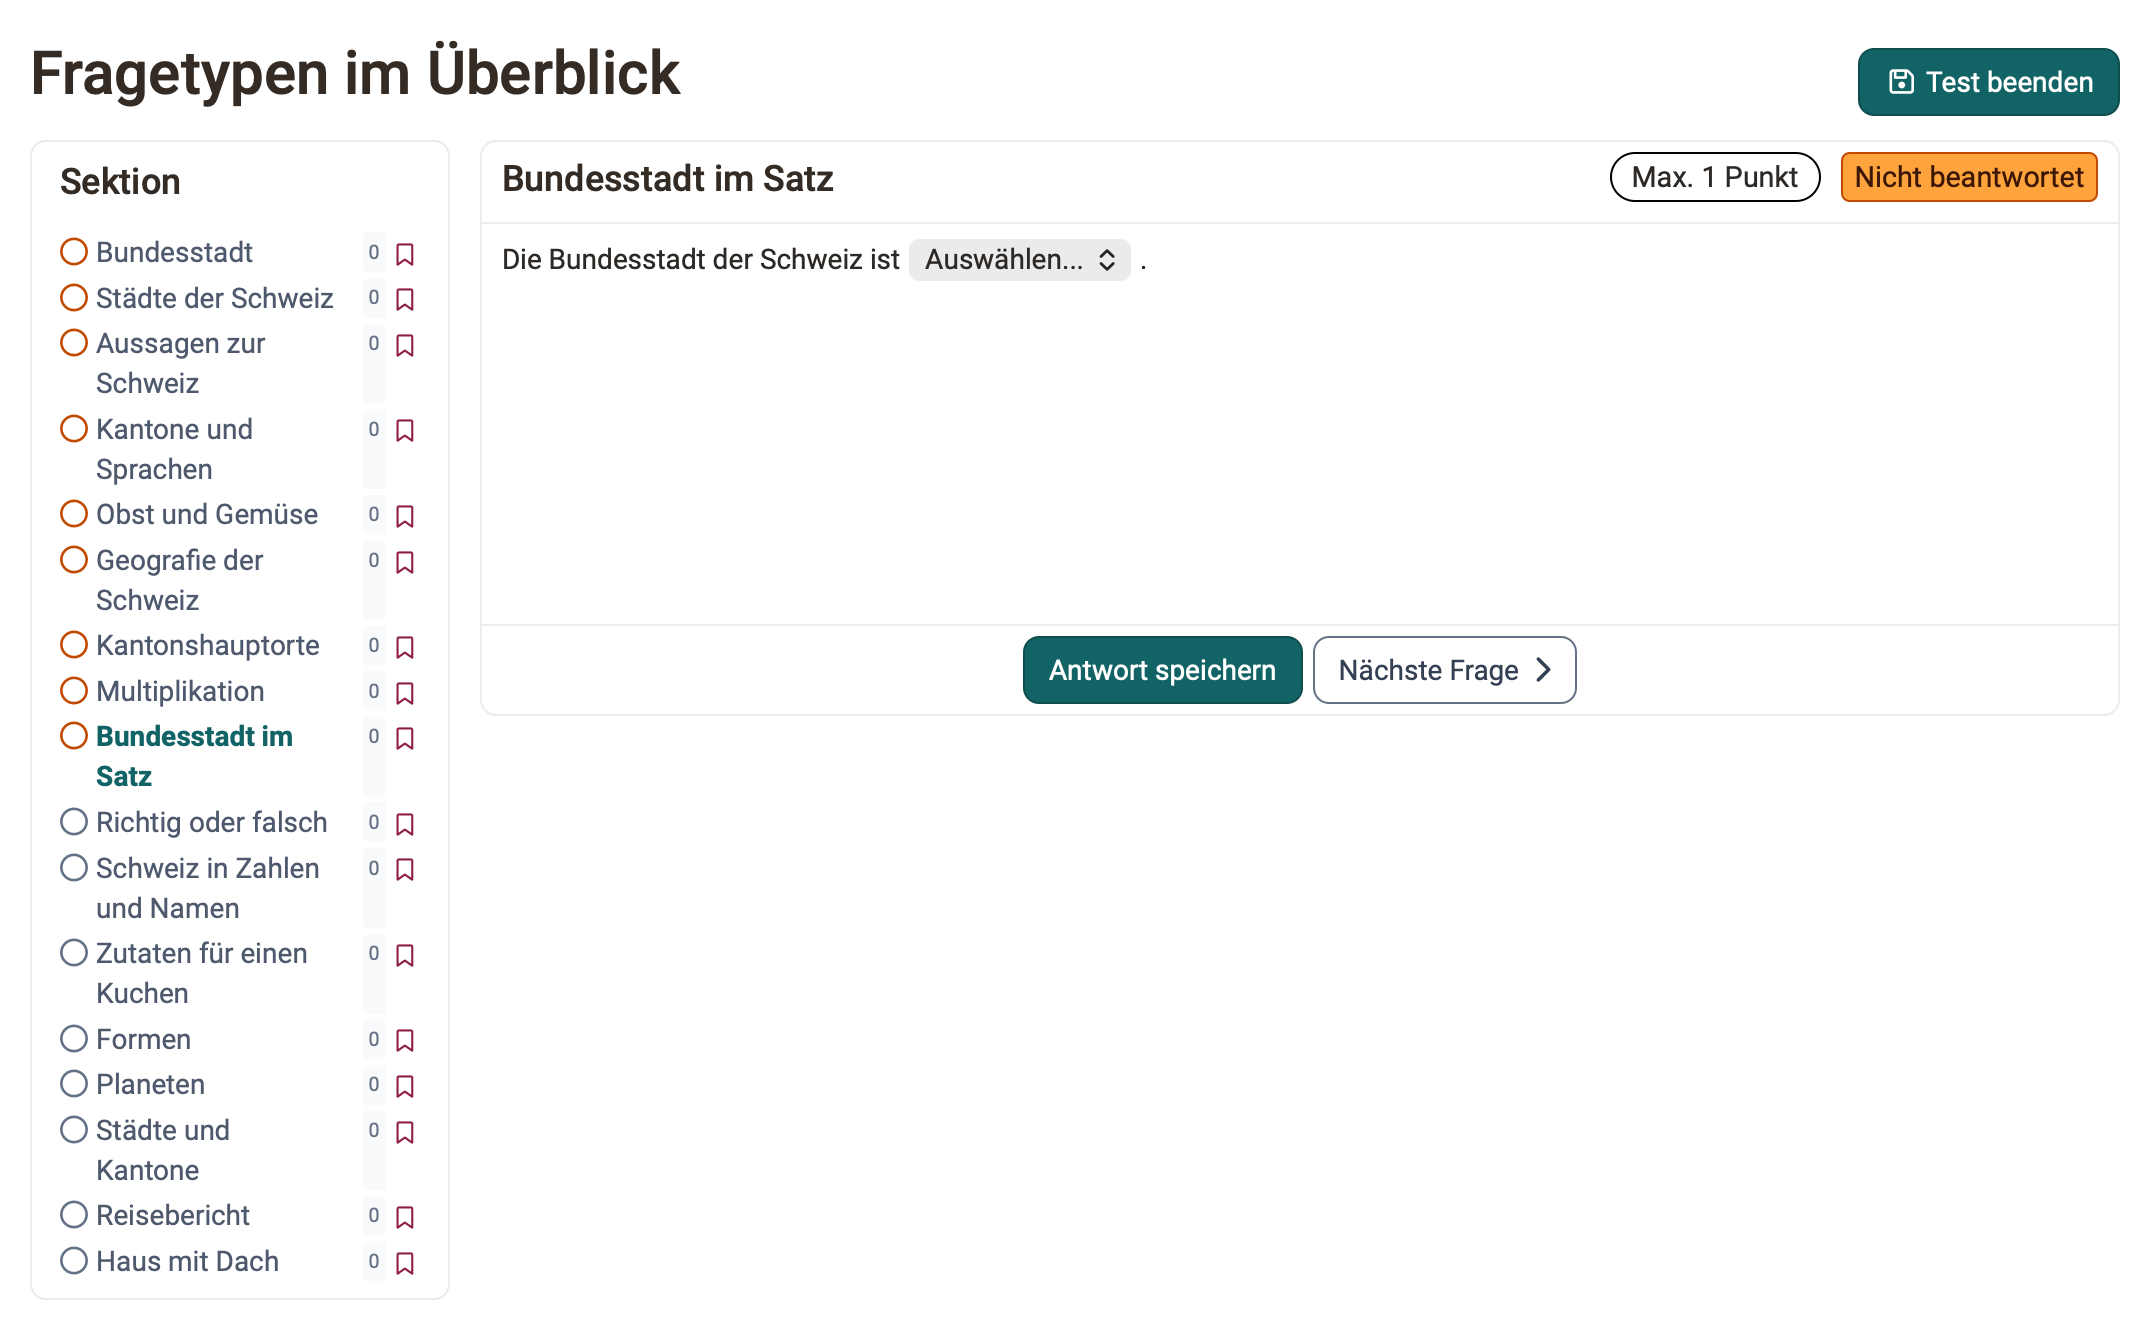 Fragetypen im Überblick
Test beenden
Sektion
Bundesstadt 0
Städte der Schweiz 0
Aussagen zur 0
Schweiz
Kantone und 0
Sprachen
Obst und Gemüse 0
Geografie der 0
Schweiz
Kantonshauptorte 0
Multiplikation 0
Bundesstadt im 0
Satz
Richtig oder falsch 0
Schweiz in Zahlen 0
und Namen
Zutaten für einen 0
Kuchen
Formen 0
Planeten 0
Städte und 0
Kantone
Reisebericht 0
Haus mit Dach 0
Bundesstadt im Satz
Max. 1 Punkt
Nicht beantwortet
Die Bundesstadt der Schweiz ist Auswählen... .
Antwort speichern
Nächste Frage